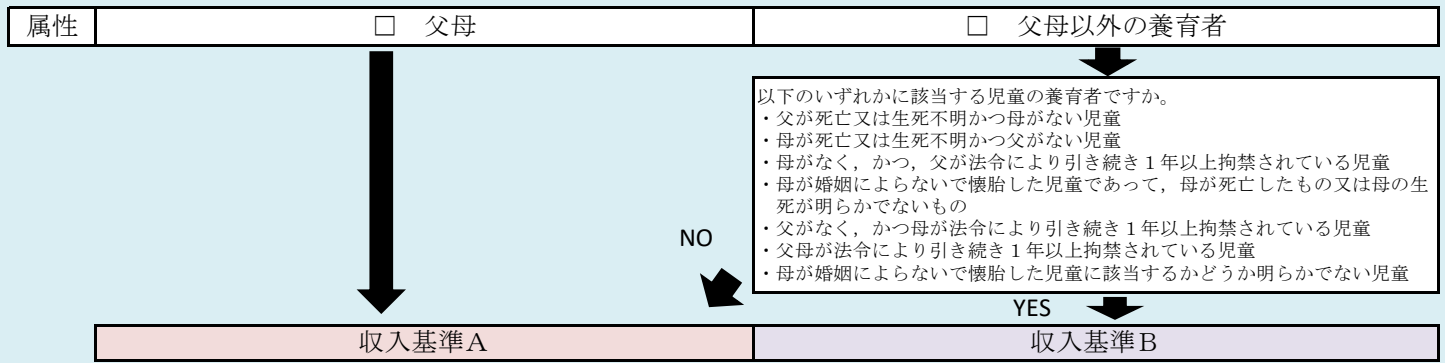 属性
□　父母
□　父母以外の養育者
以下のいずれかに該当する児童の養育者ですか。
・父が死亡又は生死不明かつ母がない児童
・母が死亡又は生死不明かつ父がない児童
・母がなく，かつ，父が法令により引き続き１年以上拘禁されている児童
・母が婚姻によらないで懐胎した児童であって，母が死亡したもの又は母の生
死が明らかでないもの
・父がなく，かつ母が法令により引き続き１年以上拘禁されている児童
・父母が法令により引き続き１年以上拘禁されている児童
・母が婚姻によらないで懐胎した児童に該当するかどうか明らかでない児童
NO
YES
収入基準Ａ
収入基準Ｂ